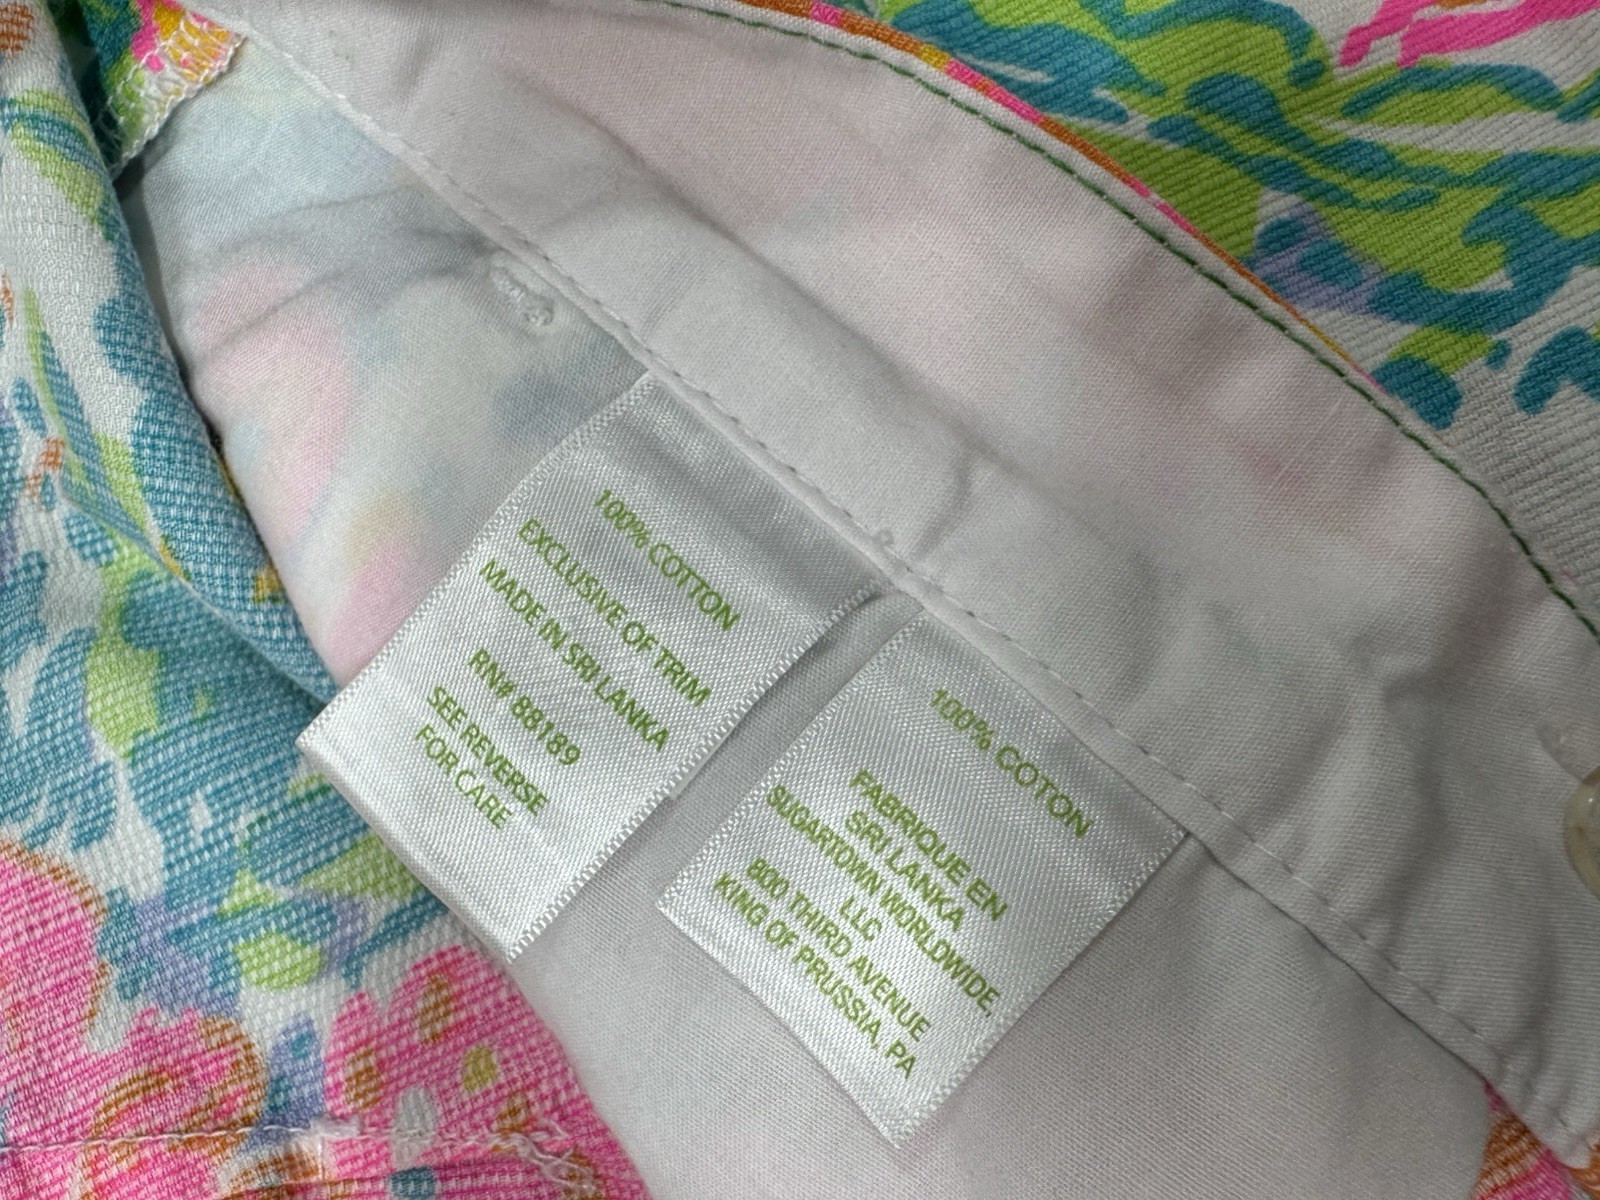 100% COTTON
EXCLUSIVE OF TRIM
MADE IN SRI LANKA
RN# 88189
SEE REVERSE
FOR CARE
100% COTON
FABRIQUE EN
SRI LANKA
SUGARTOWN WORLDWIDE,
LLC
800 THIRD AVENUE
KING OF PRUSSIA, PA